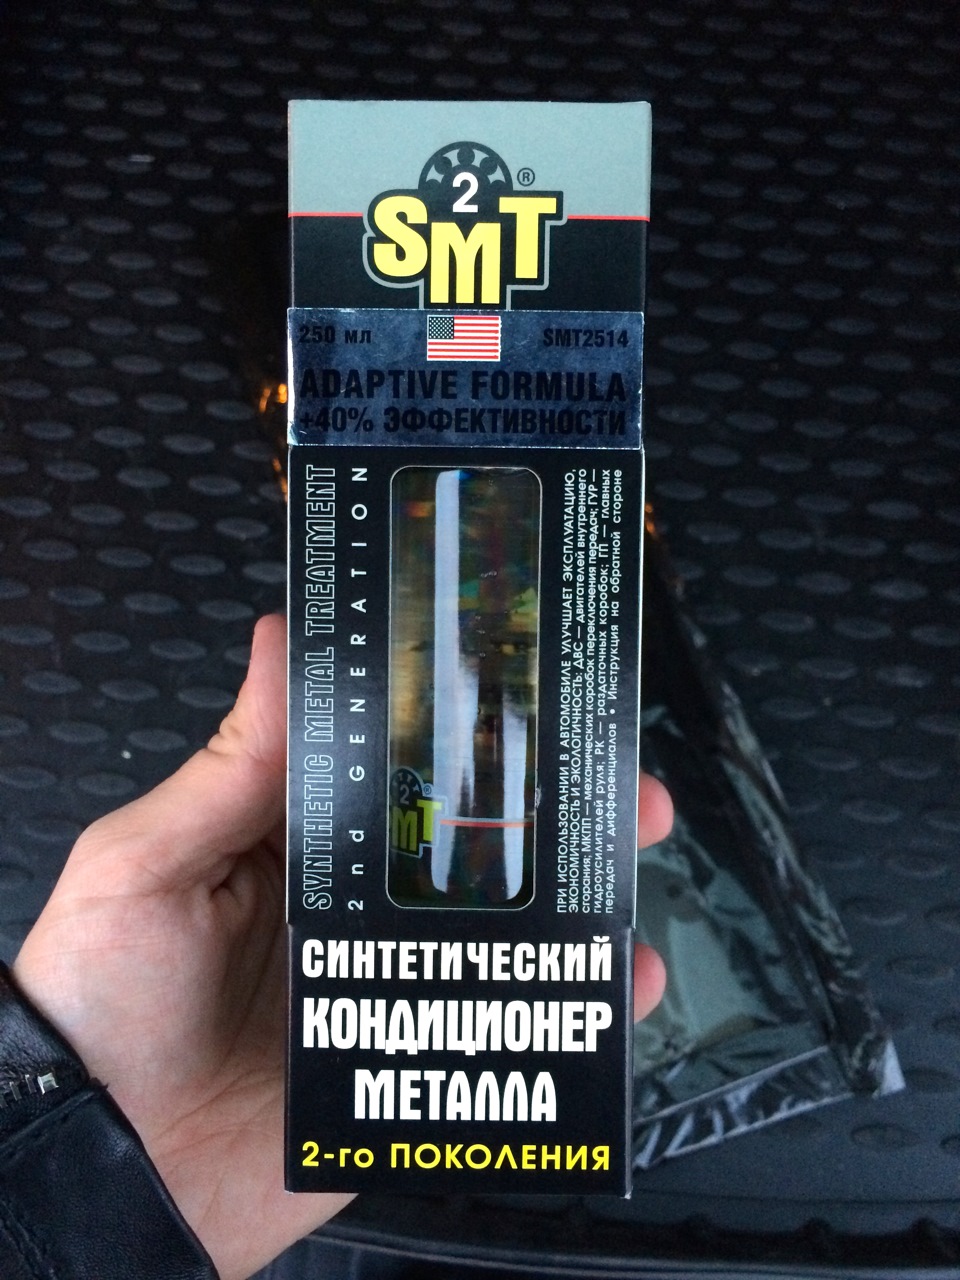 2
®
SMT
250 мл
SMT2514
ADAPTIVE FORMULA
+40% ЭФФЕКТИВНОСТИ
SYNTHETIC METAL TREATMENT
2nd GENERATION
2
®
MT
ПРИ ИСПОЛЬЗОВАНИИ В АВТОМОБИЛЕ УЛУЧШАЕТ ЭКСПЛУАТАЦИЮ,
ЭКОНОМИЧНОСТЬ И ЭКОЛОГИЧНОСТЬ: ДВС — двигателей внутреннего
сгорания; МКПП — механических коробок переключения передач; ГУР —
гидроусилителей руля; РК — раздаточных коробок; ГП — главных
передач и дифференциалов • Инструкция на обратной стороне
СИНТЕТИЧЕСКИЙ
КОНДИЦИОНЕР
МЕТАЛЛА
2-го ПОКОЛЕНИЯ